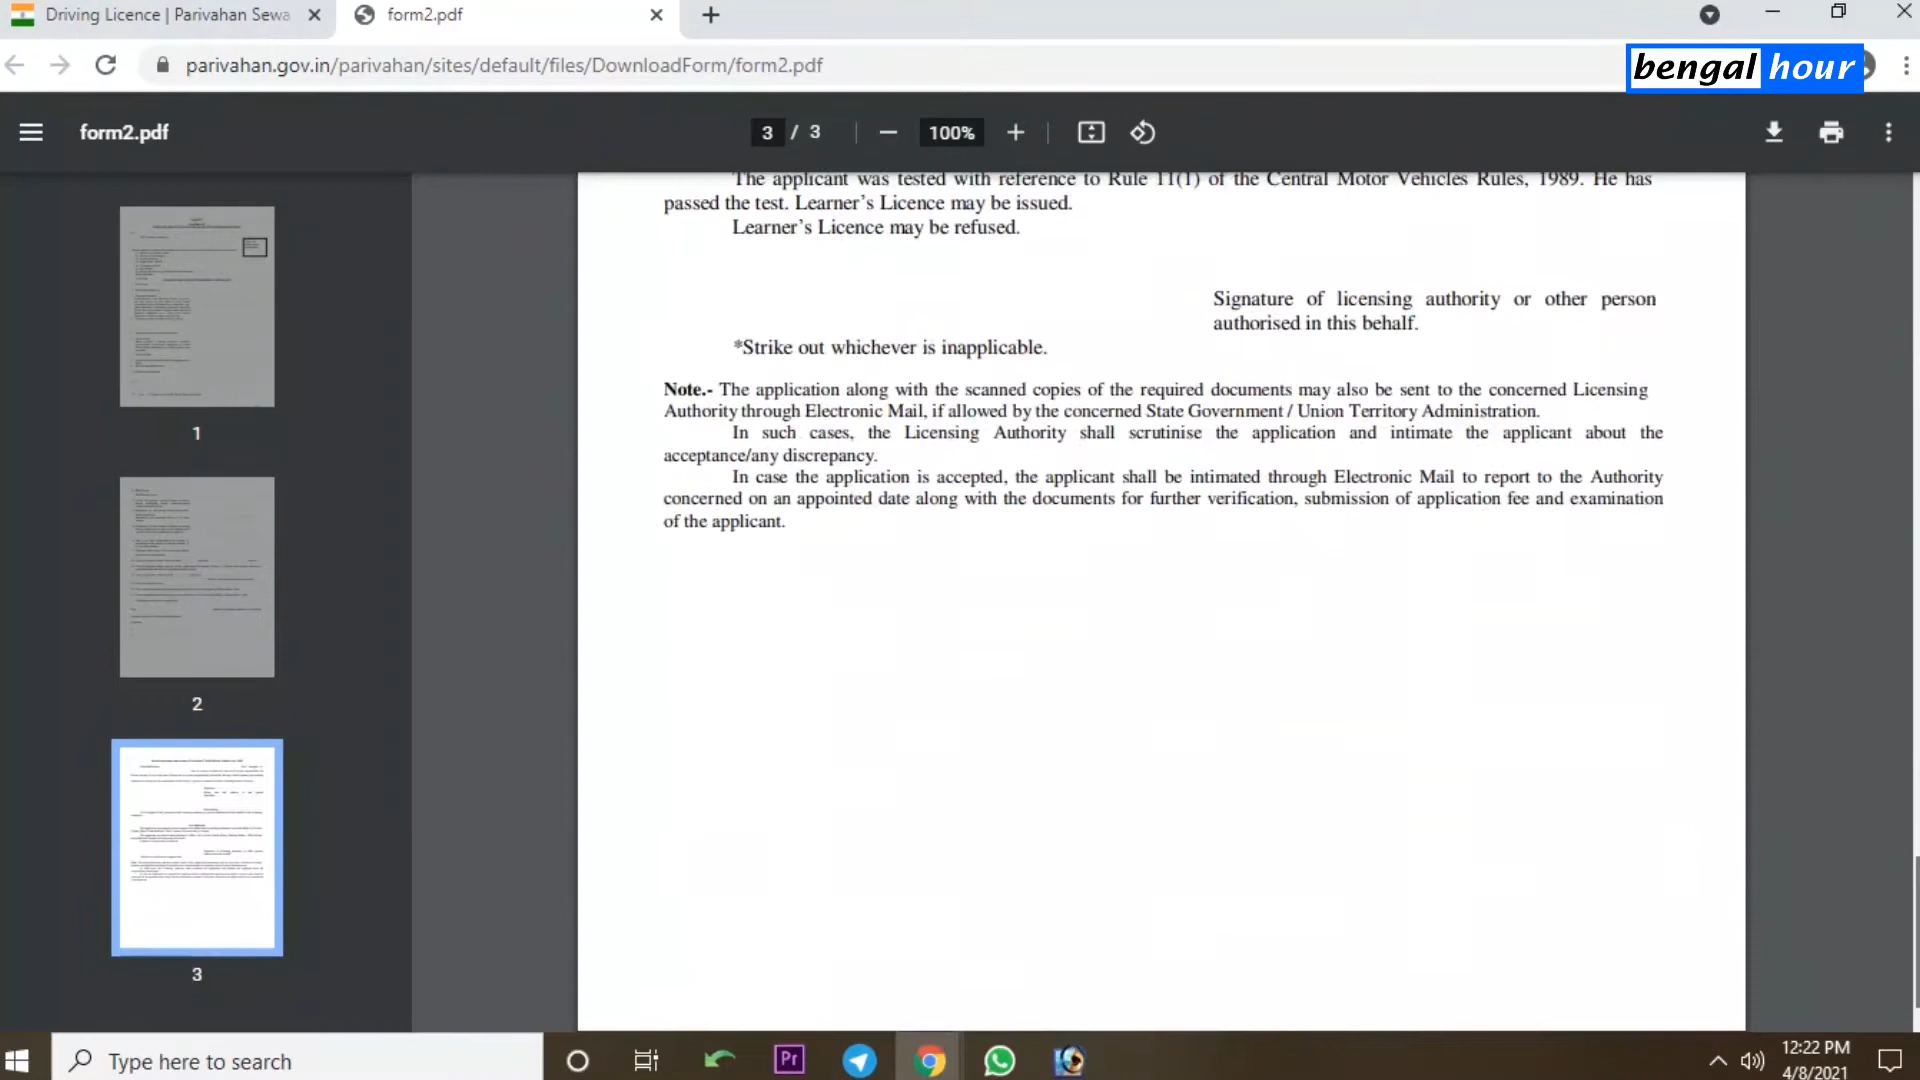 Driving Licence | Parivahan Sewa
form2.pdf
parivahan.gov.in/parivahan/sites/default/files/DownloadForm/form2.pdf
bengal hour
form2.pdf
3 / 3
100%
The applicant was tested with reference to Rule 11(1) of the Central Motor Vehicles Rules, 1989. He has
passed the test. Learner's Licence may be issued.
Learner's Licence may be refused.
Signature of licensing authority or other person
authorised in this behalf.
*Strike out whichever is inapplicable.
Note.- The application along with the scanned copies of the required documents may also be sent to the concerned Licensing
Authority through Electronic Mail, if allowed by the concerned State Government / Union Territory Administration.
In such cases, the Licensing Authority shall scrutinise the application and intimate the applicant about the
acceptance/any discrepancy.
In case the application is accepted, the applicant shall be intimated through Electronic Mail to report to the Authority
concerned on an appointed date along with the documents for further verification, submission of application fee and examination
of the applicant.
1
2
3
Type here to search
Pr
12:22 PM
4/8/2021